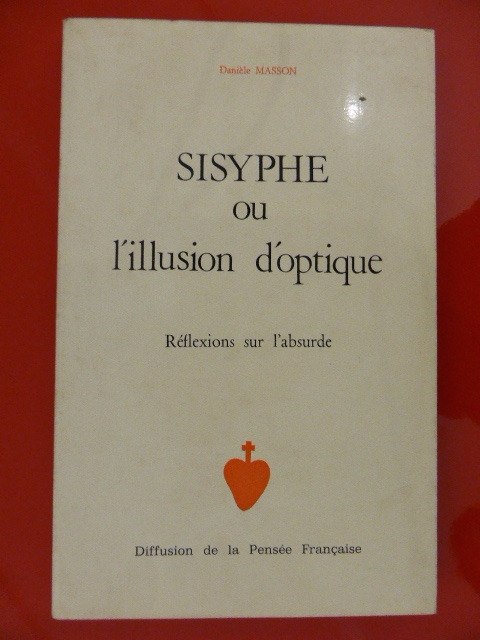 Danièle MASSON
SISYPHE
ou
l'illusion d'optique
Réflexions sur l'absurde
Diffusion de la Pensée Française